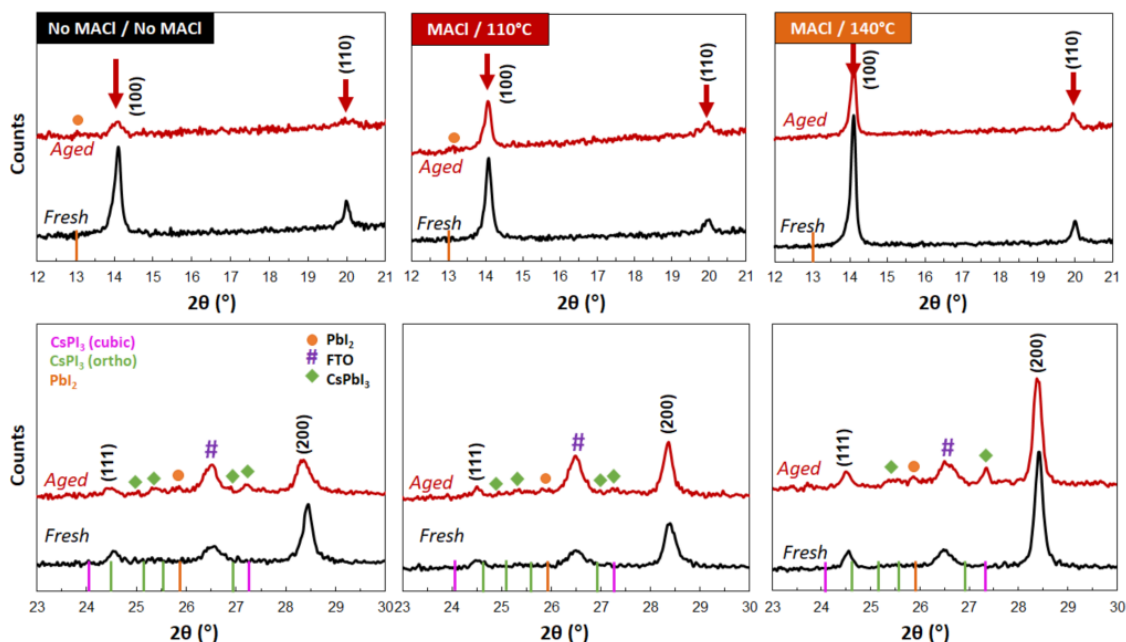 No MACl / No MACl
(100)
(110)
Aged
Fresh
Counts
12 13 14 15 16 17 18 19 20 21
2θ (°)
MACl / 110°C
(100)
(110)
Aged
Fresh
12 13 14 15 16 17 18 19 20 21
2θ (°)
MACl / 140°C
(100)
(110)
Aged
Fresh
12 13 14 15 16 17 18 19 20 21
2θ (°)
CsPI₃ (cubic)
CsPI₃ (ortho)
PbI₂
PbI₂
# FTO
CsPbI₃
(111)
#
(200)
Aged
Fresh
Counts
23 24 25 26 27 28 29 30
2θ (°)
(111)
#
(200)
Aged
Fresh
23 24 25 26 27 28 29 30
2θ (°)
(111)
#
(200)
Aged
Fresh
23 24 25 26 27 28 29 30
2θ (°)